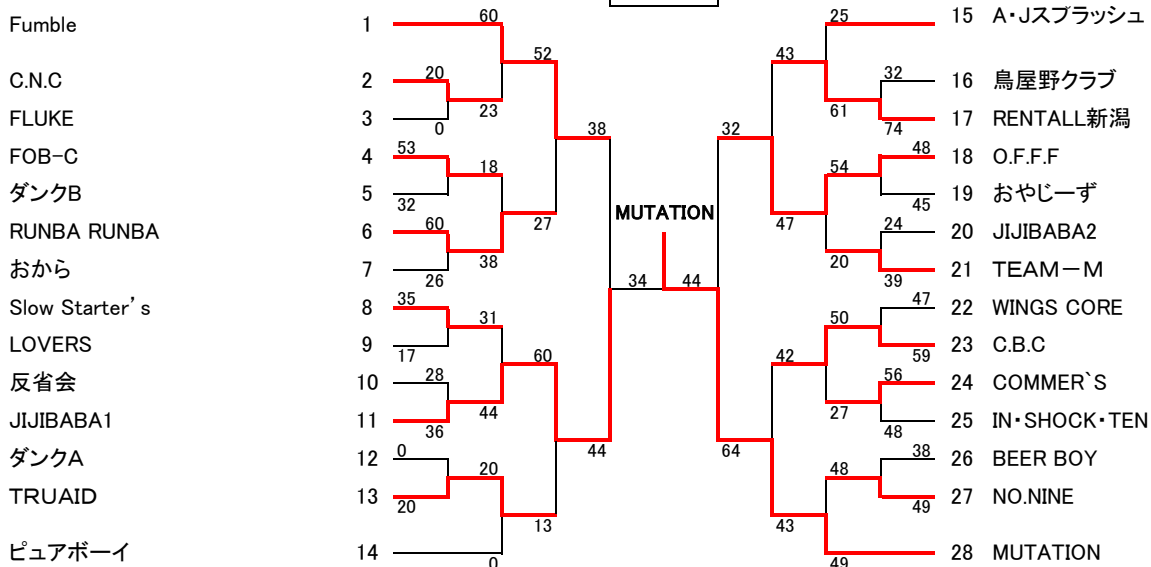 Fumble 1 60 25 15 A・Jスプラッシュ
52 43
C.N.C 2 20 32 16 鳥屋野クラブ
23 61
FLUKE 3 0 74 17 RENTALL新潟
38 32
FOB-C 4 53 48 18 O.F.F.F
18 54
ダンクB 5 32 45 19 おやじーず
MUTATION
RUNBA RUNBA 6 60 27 47 24 20 JIJIBABA2
38 20
おから 7 26 39 21 TEAM－M
34 44
Slow Starter's 8 35 47 22 WINGS CORE
31 50
LOVERS 9 17 59 23 C.B.C
60 42
反省会 10 28 56 24 COMMER`S
44 27
JIJIBABA1 11 36 48 25 IN・SHOCK・TEN
44 64
ダンクA 12 0 38 26 BEER BOY
20 48
TRUAID 13 20 49 27 NO.NINE
13 43
ピュアボーイ 14 0 49 28 MUTATION